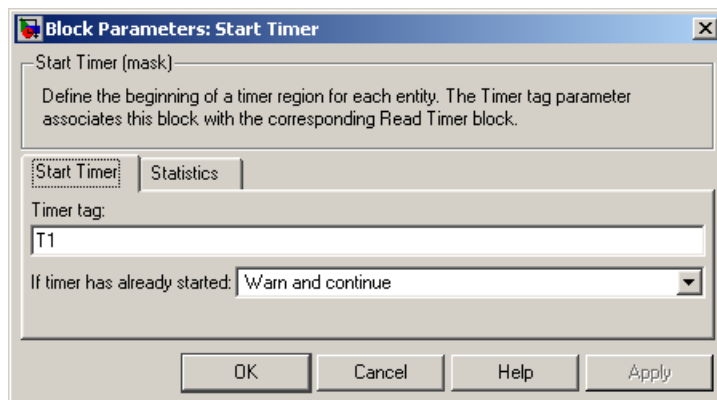 Block Parameters: Start Timer
Start Timer (mask)
Define the beginning of a timer region for each entity. The Timer tag parameter
associates this block with the corresponding Read Timer block.
Start Timer Statistics
Timer tag:
T1
If timer has already started: Warn and continue
OK Cancel Help Apply